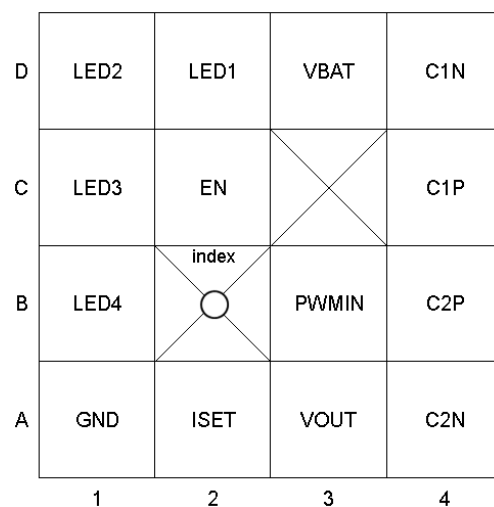 D LED2 LED1 VBAT C1N
C LED3 EN C1P
index
B LED4 PWMIN C2P
A GND ISET VOUT C2N
1 2 3 4